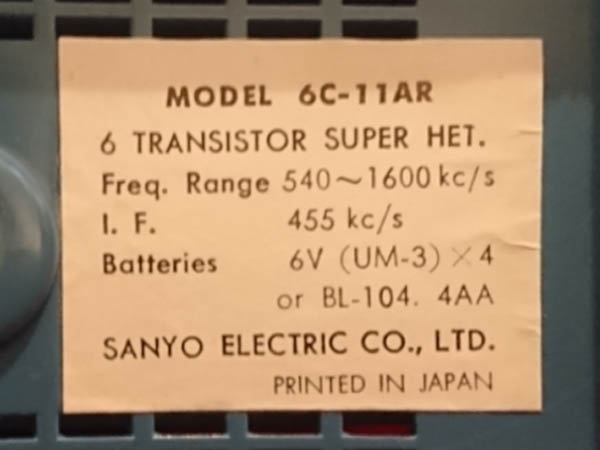 MODEL 6C-11AR
6 TRANSISTOR SUPER HET.
Freq. Range 540~1600 kc/s
I. F. 455 kc/s
Batteries 6V (UM-3) × 4
or BL-104. 4AA
SANYO ELECTRIC CO., LTD.
PRINTED IN JAPAN